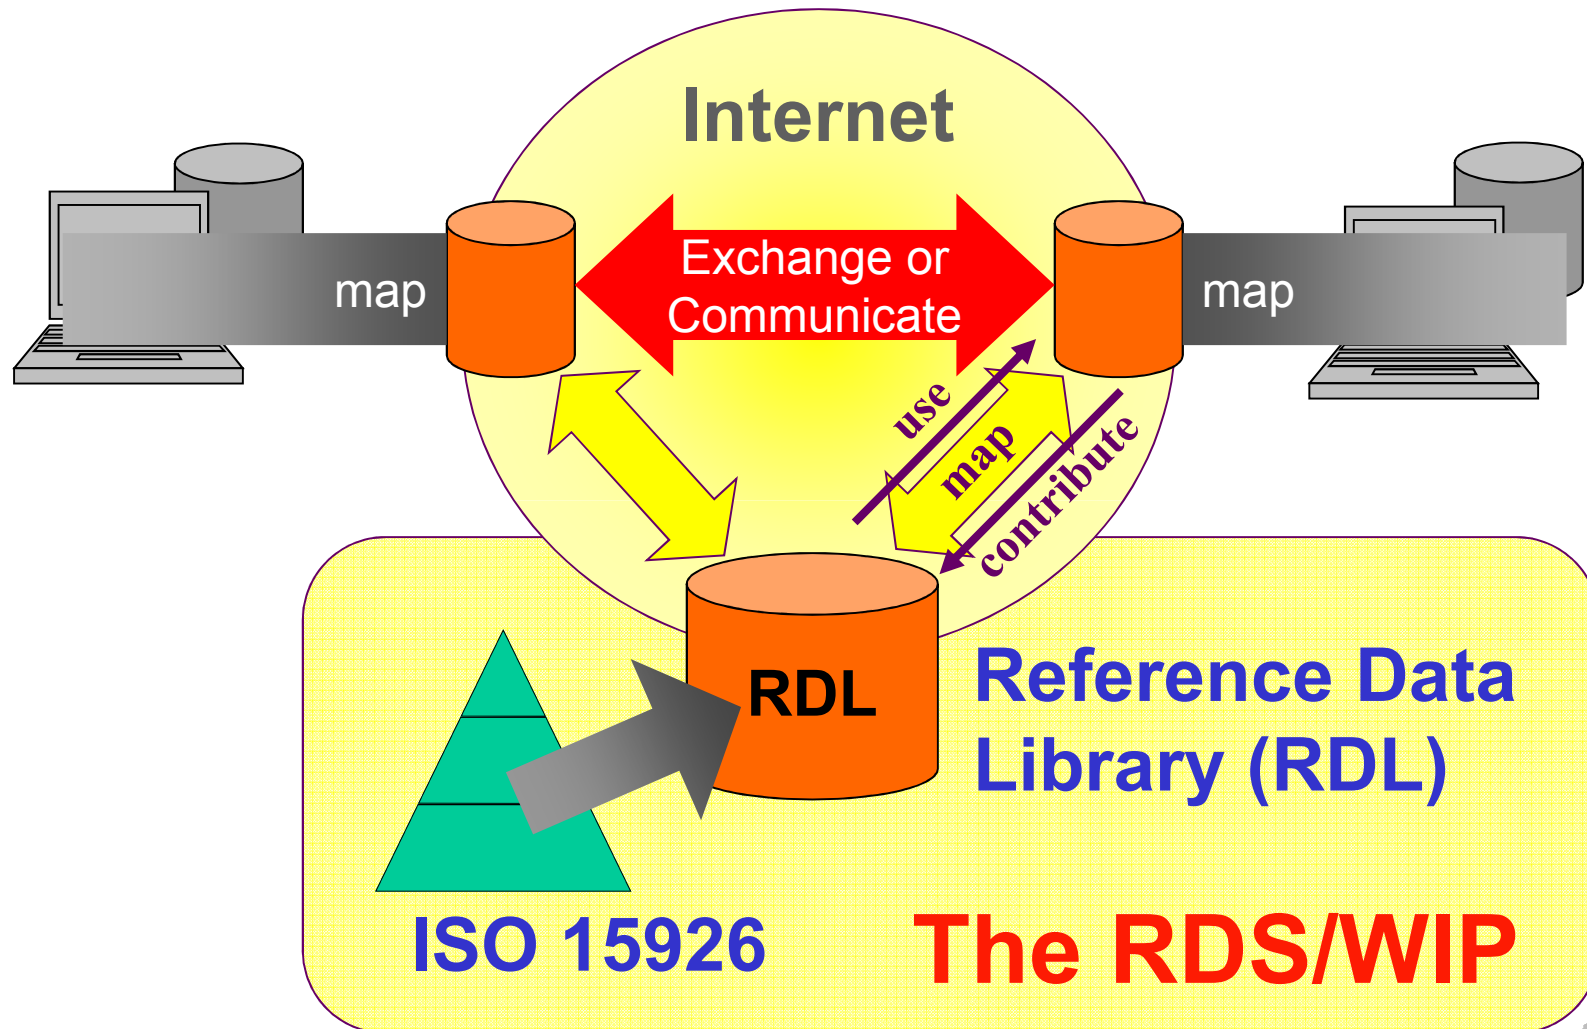 Internet
map
Exchange or
Communicate
map
use
map
contribute
RDL
Reference Data
Library (RDL)
ISO 15926
The RDS/WIP